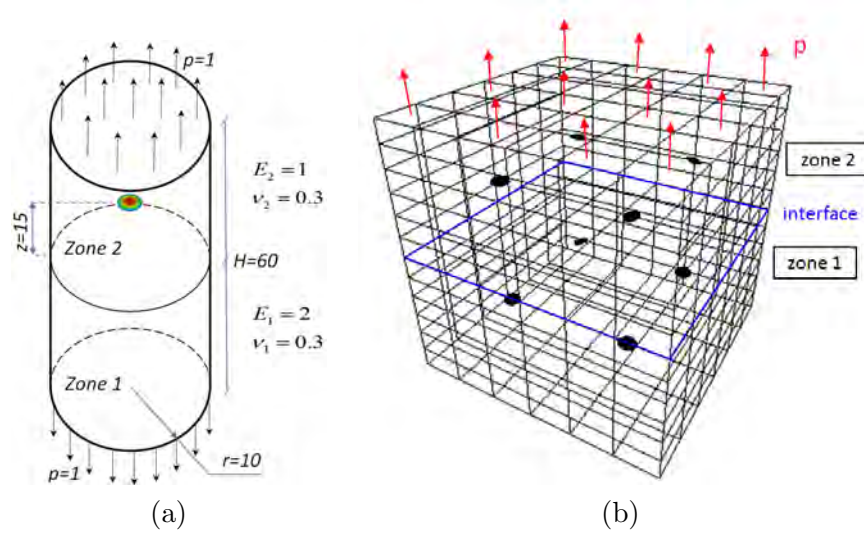 p=1
E₂=1
ν₂=0.3
z=15
Zone 2
H=60
E₁=2
ν₁=0.3
Zone 1
r=10
p=1
(a)
p
zone 2
interface
zone 1
(b)